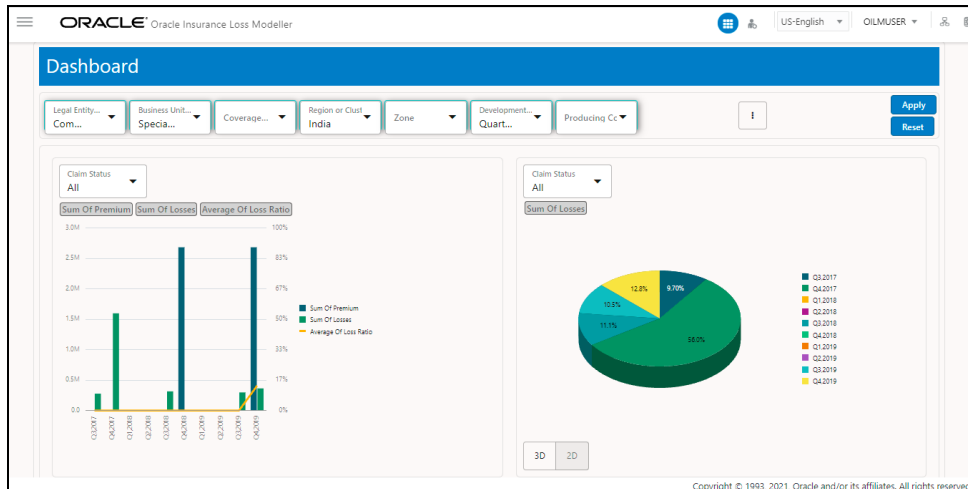 ORACLE® Oracle Insurance Loss Modeller
US-English
OILMUSER
Dashboard
Legal Entity...
Com...
Business Unit...
Specia...
Coverage...
Region or Clust
India
Zone
Development...
Quart...
Producing Cc
Apply
Reset
Claim Status
All
Sum Of Premium Sum Of Losses Average Of Loss Ratio
3.0M
2.5M
2.0M
1.5M
1.0M
0.5M
0.0
100%
83%
67%
50%
33%
17%
0%
Q3,2017
Q4,2017
Q1,2018
Q2,2018
Q3,2018
Q4,2018
Q1,2019
Q2,2019
Q3,2019
Q4,2019
Sum Of Premium
Sum Of Losses
Average Of Loss Ratio
Claim Status
All
Sum Of Losses
12.8%
9.70%
10.5%
11.1%
58.0%
Q3,2017
Q4,2017
Q1,2018
Q2,2018
Q3,2018
Q4,2018
Q1,2019
Q2,2019
Q3,2019
Q4,2019
3D 2D
Copyright © 1993, 2021, Oracle and/or its affiliates. All rights reserved